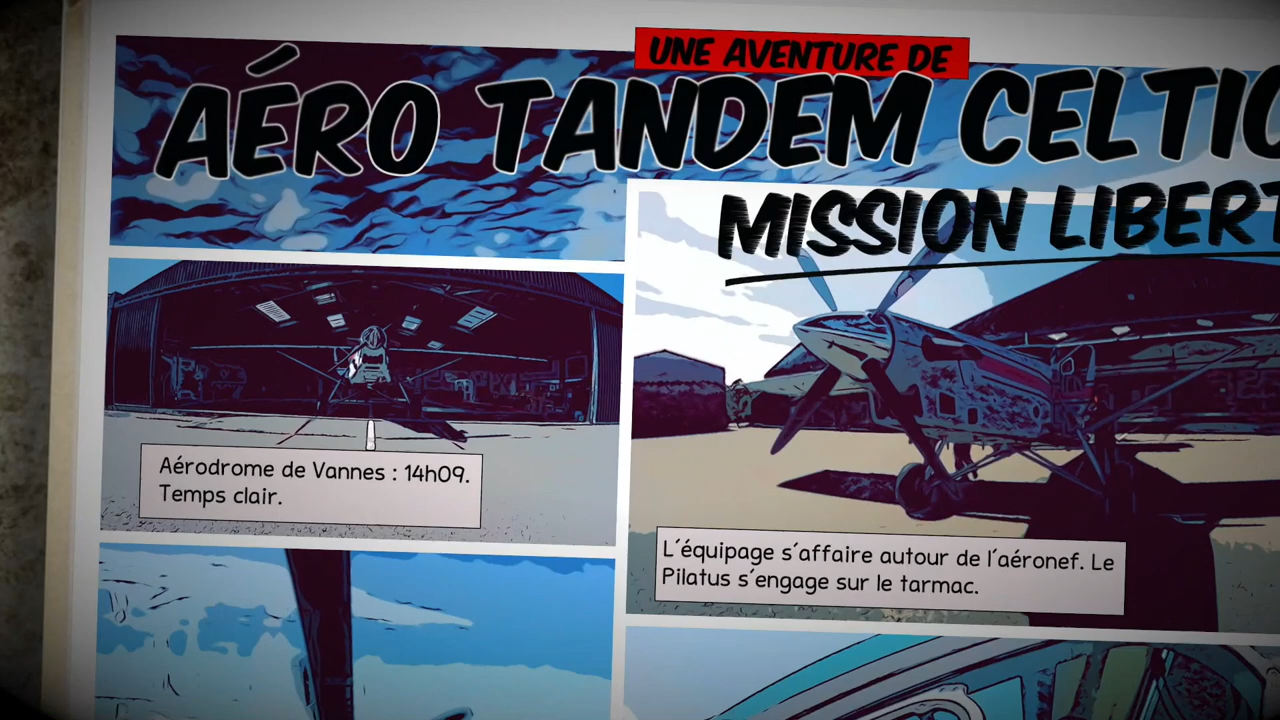 UNE AVENTURE DE
AÉRO TANDEM CELTIC
MISSION LIBERT
Aérodrome de Vannes : 14h09.
Temps clair.
L'équipage s'affaire autour de l'aéronef. Le
Pilatus s'engage sur le tarmac.